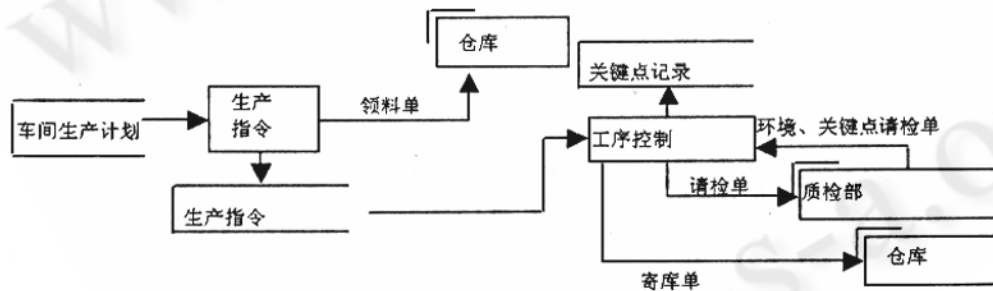 仓库
关键点记录
车间生产计划
生产
指令
领料单
工序控制
环境、关键点请检单
请检单
质检部
生产指令
仓库
寄库单